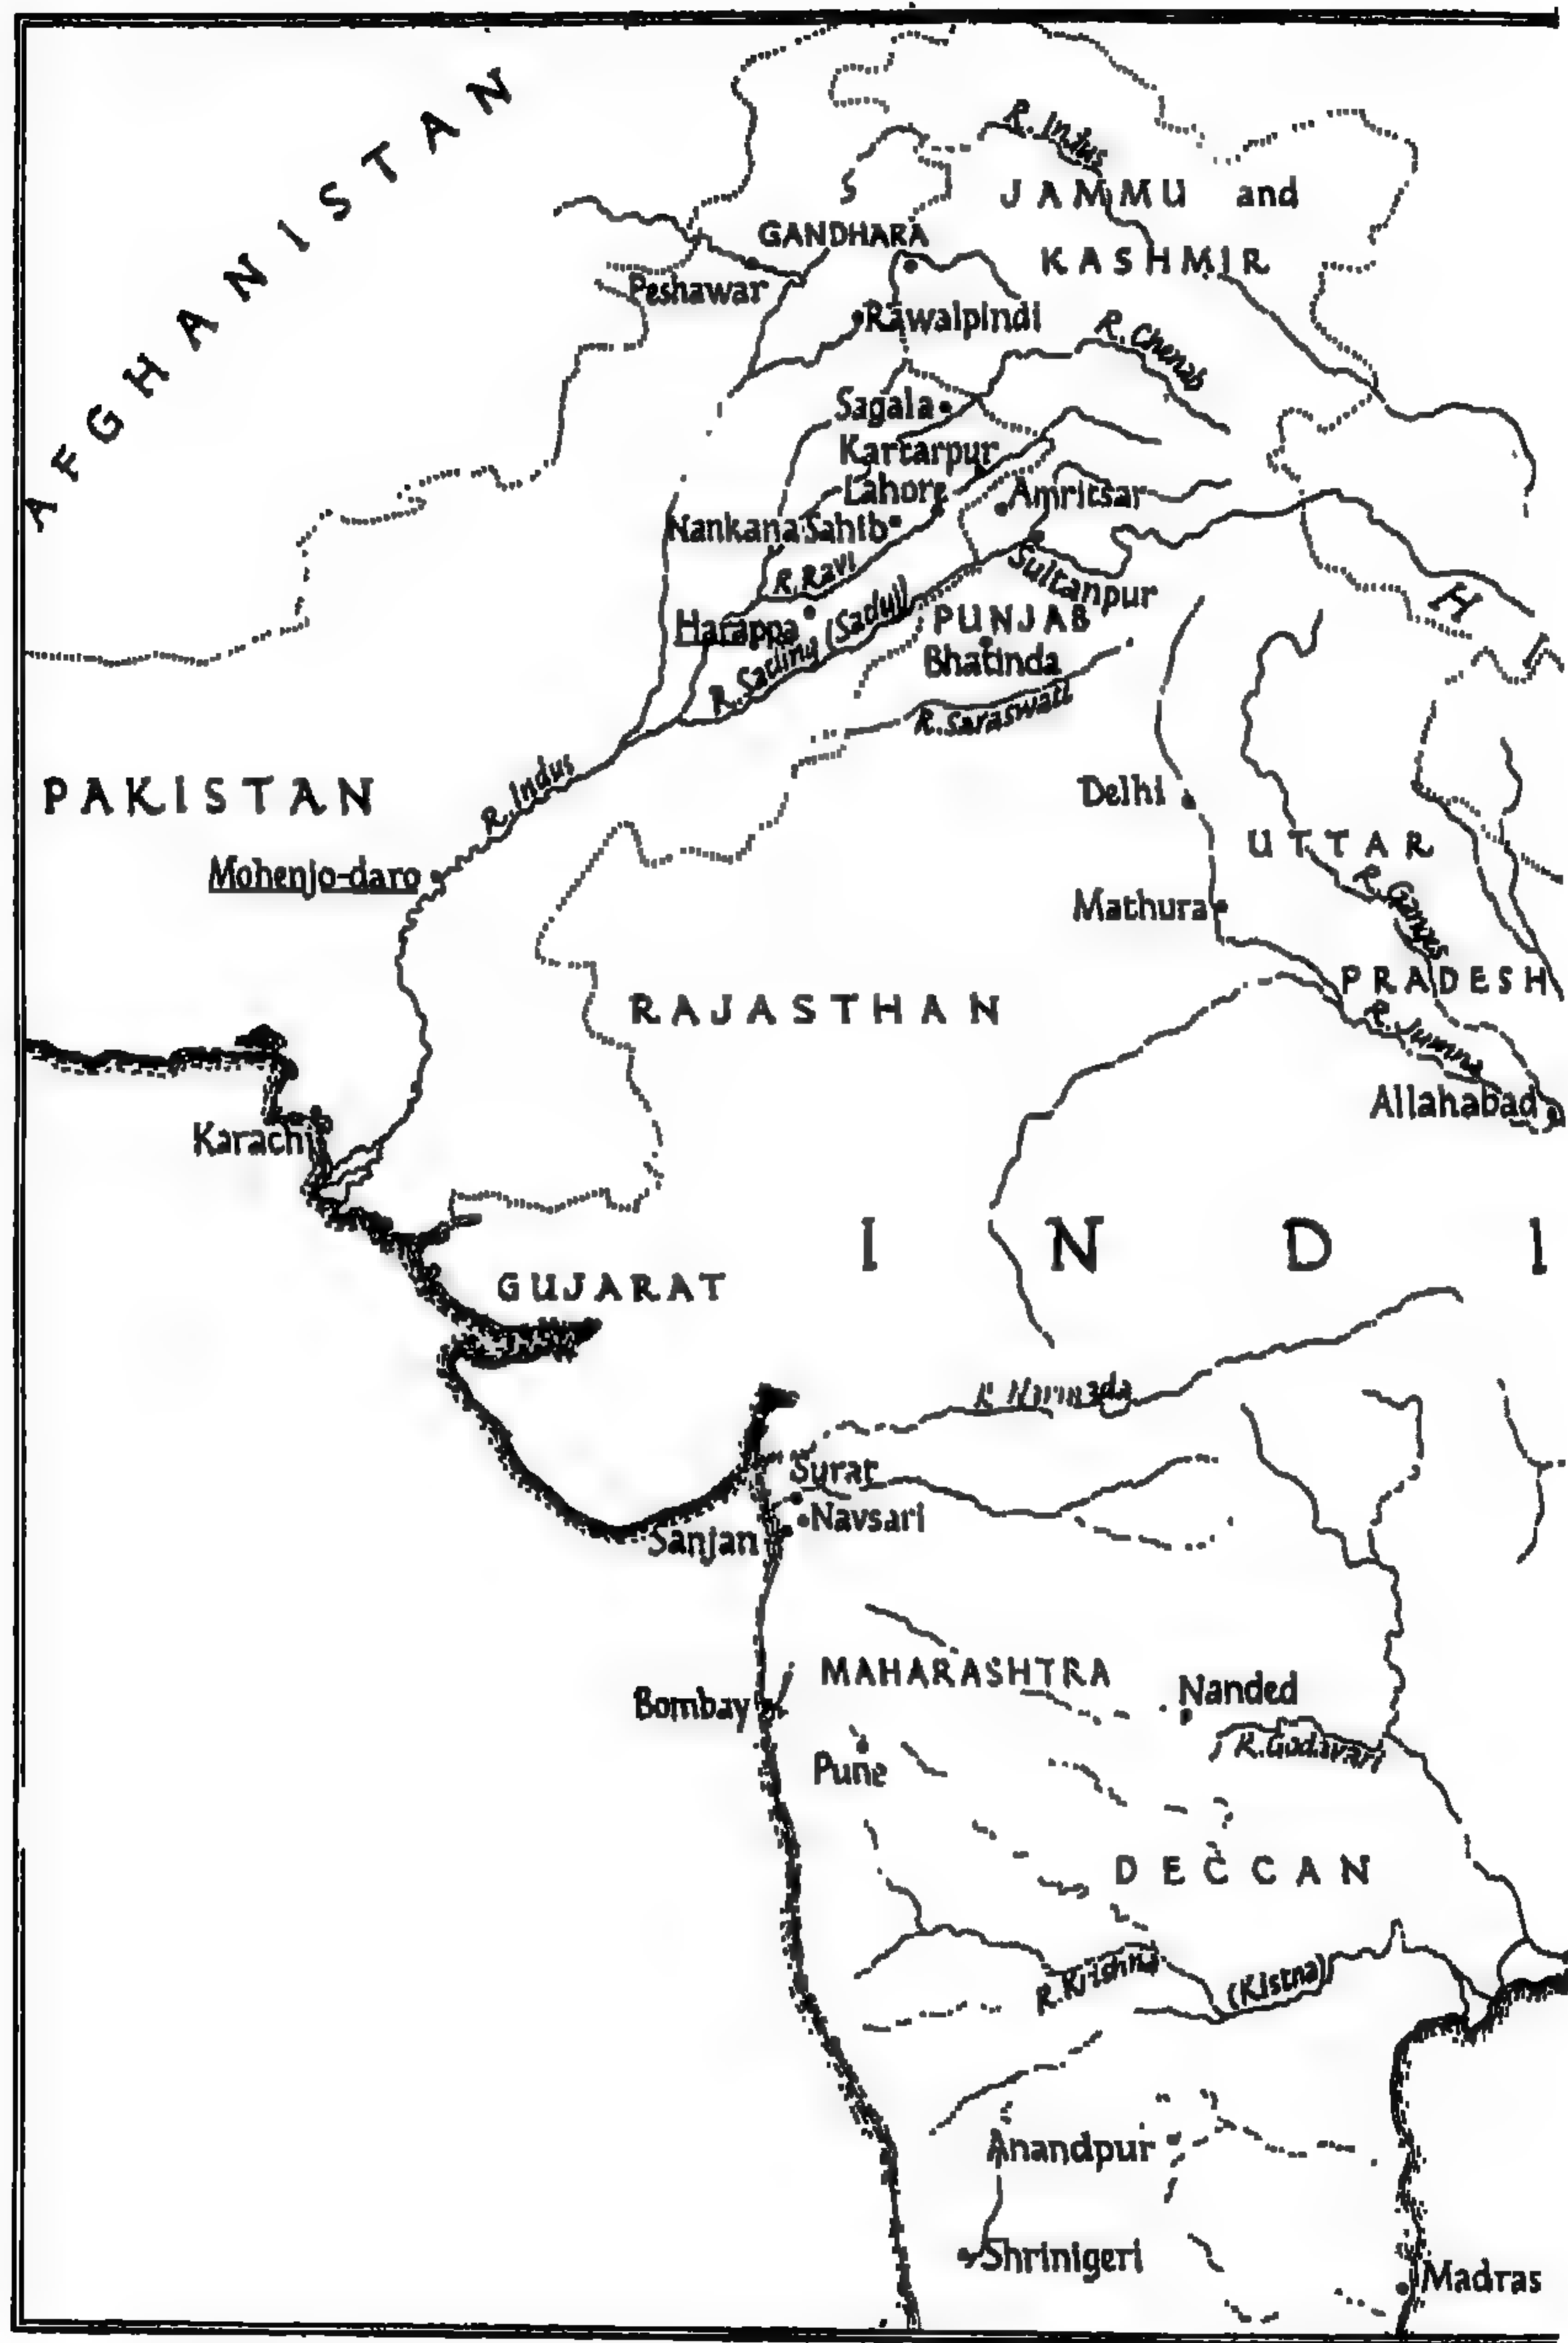 AFGHANISTAN
R. Indus
JAMMU and
GANDHARA
KASHMIR
Peshawar
Rawalpindi
R. Chenab
Sagala
Kartarpur
Lahore
Amritsar
Nankana Sahib
R. Ravi
Sultanpur
Harappa
(Sadul)
PUNJAB
Bhatinda
R. Saraswati
R. Indus
PAKISTAN
Delhi
UTTAR
Mohenjo-daro
R. Ganges
Mathura
PRADESH
RAJASTHAN
R. Jumna
Allahabad
Karachi
I N D I
GUJARAT
R. Narmada
Surat
Navsari
Sanjan
MAHARASHTRA
Nanded
Bombay
R. Godavari
Pune
DECCAN
R. Krishna
(Kistna)
Anandpur
Shrinigeri
Madras